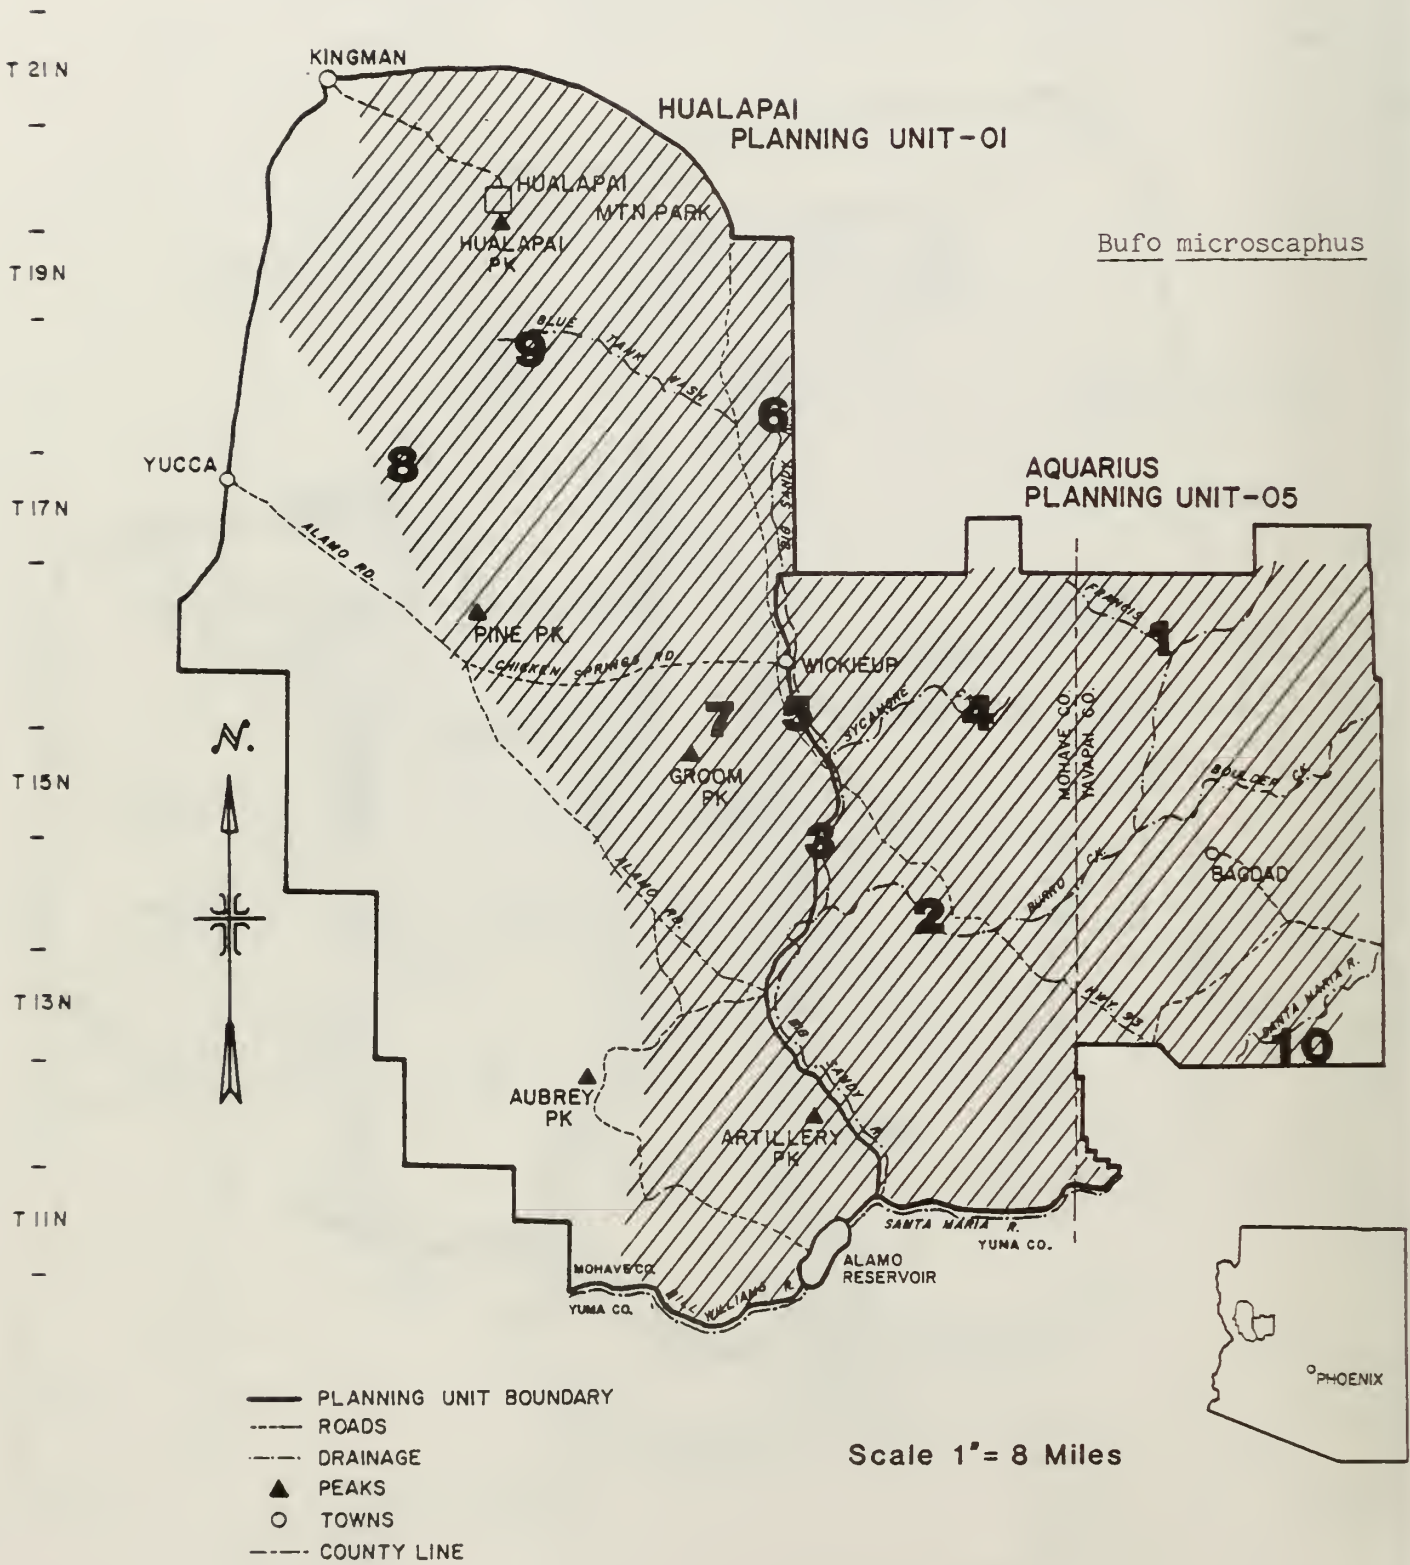 T 21 N
KINGMAN
HUALAPAI
PLANNING UNIT-01
HUALAPAI
MTN PARK
HUALAPAI
PK
Bufo microscaphus
T 19 N
BLUE
TANK
WASH
9
6
8
YUCCA
BIG SANDY
AQUARIUS
PLANNING UNIT-05
T 17 N
ALAMO RD.
FRANCIS
1
PINE PK.
CHICKEN SPRINGS RD
WICKIEUP
SYCAMORE
4
7
5
N.
GROOM
PK
MOHAVE CO.
YAVAPAI CO.
BOULDER CK.
T 15 N
3
ALAMO RD.
BAGDAD
BURRO CK.
2
T 13 N
HWY 93
SANTA MARIA R.
10
BIG SANDY R.
AUBREY
PK
ARTILLERY
PK
T 11 N
SANTA MARIA R.
YUMA CO.
ALAMO
RESERVOIR
MOHAVE CO.
YUMA CO.
BILL WILLIAMS R.
PHOENIX
PLANNING UNIT BOUNDARY
ROADS
DRAINAGE
PEAKS
TOWNS
COUNTY LINE
Scale 1"= 8 Miles